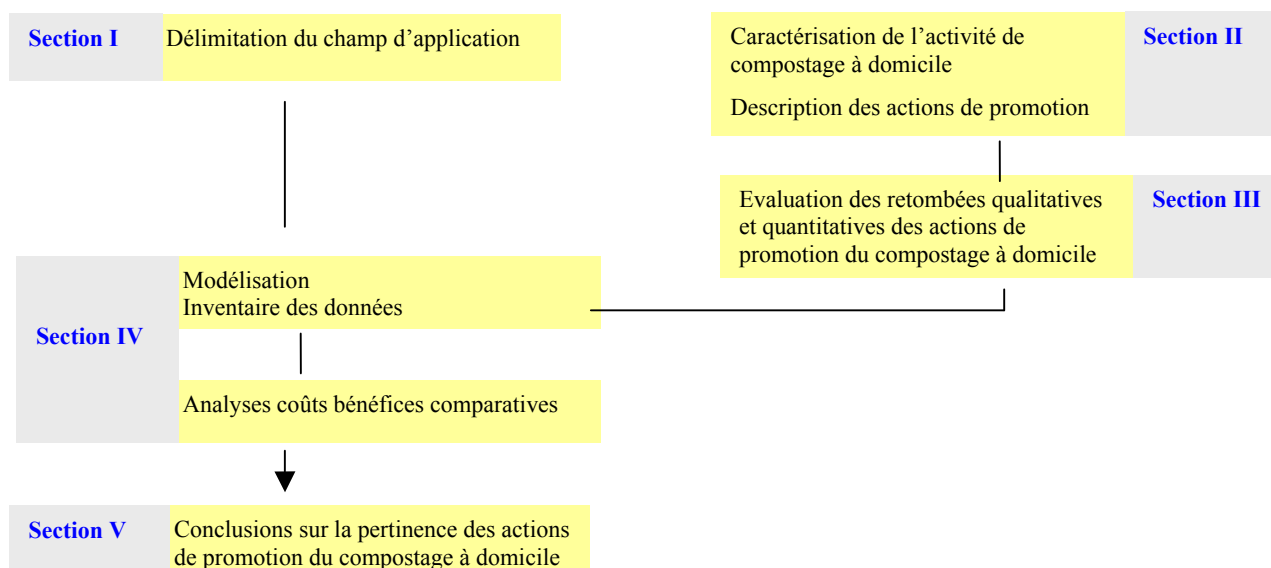 Section I
Délimitation du champ d’application
Caractérisation de l’activité de
compostage à domicile
Description des actions de promotion
Section II
Evaluation des retombées qualitatives
et quantitatives des actions de
promotion du compostage à domicile
Section III
Section IV
Modélisation
Inventaire des données
Analyses coûts bénéfices comparatives
Section V
Conclusions sur la pertinence des actions
de promotion du compostage à domicile